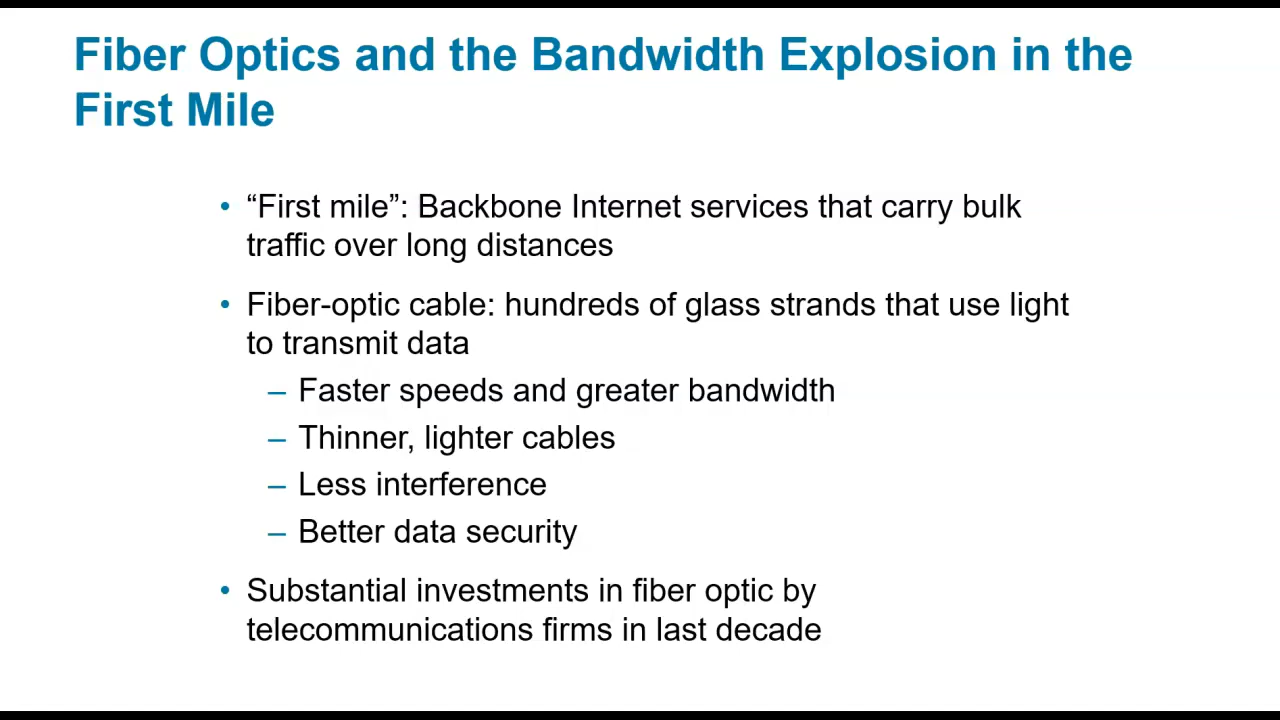 Fiber Optics and the Bandwidth Explosion in the
First Mile
• “First mile”: Backbone Internet services that carry bulk
traffic over long distances
• Fiber-optic cable: hundreds of glass strands that use light
to transmit data
– Faster speeds and greater bandwidth
– Thinner, lighter cables
– Less interference
– Better data security
• Substantial investments in fiber optic by
telecommunications firms in last decade